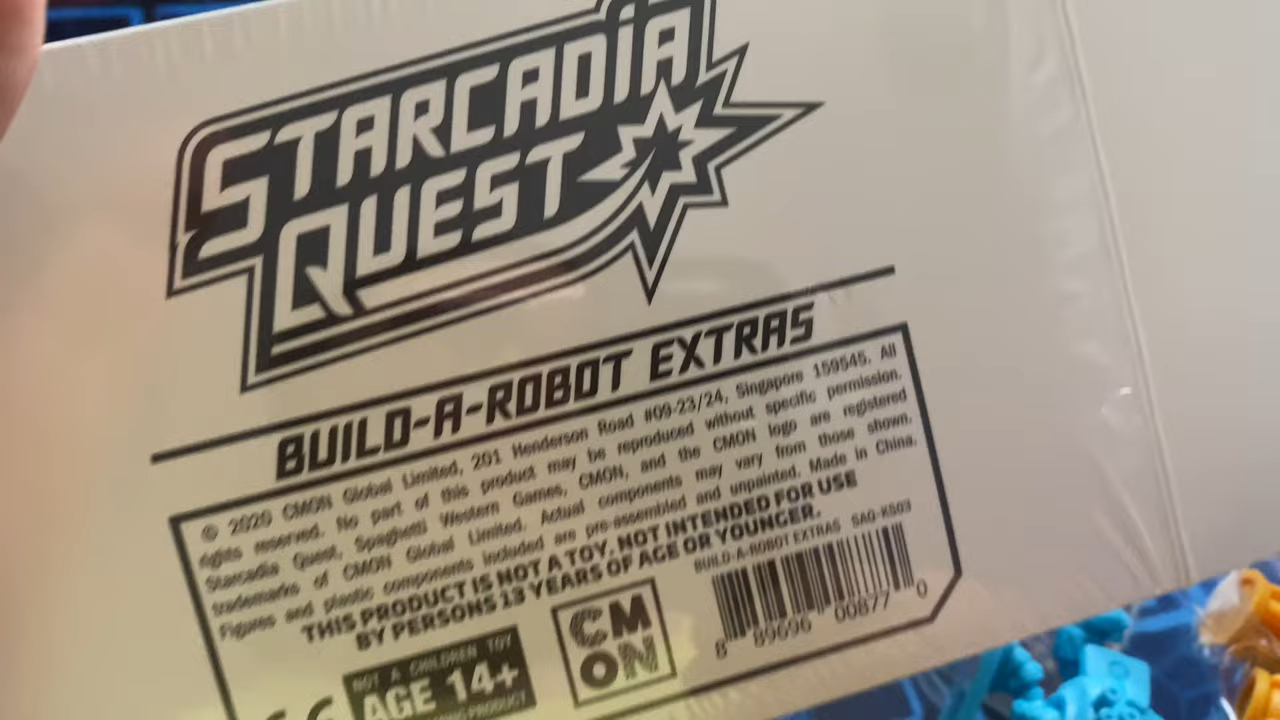 STARCADIA
QUEST
BUILD-A-ROBOT EXTRAS
© 2020 CMON Global Limited, 201 Henderson Road #09-23/24, Singapore 159545. All
rights reserved. No part of this product may be reproduced without specific permission.
Starcadia Quest, Spaghetti Western Games, CMON, and the CMON logo are registered
trademarks of CMON Global Limited. Actual components may vary from those shown.
Figures and plastic components included are pre-assembled and unpainted. Made in China.
THIS PRODUCT IS NOT A TOY. NOT INTENDED FOR USE
BY PERSONS 13 YEARS OF AGE OR YOUNGER.
BUILD-A-ROBOT EXTRAS SAQ-KS03
NOT A CHILDREN TOY
AGE 14+
PRODUCT
CM
ON
8 89696 00877 0